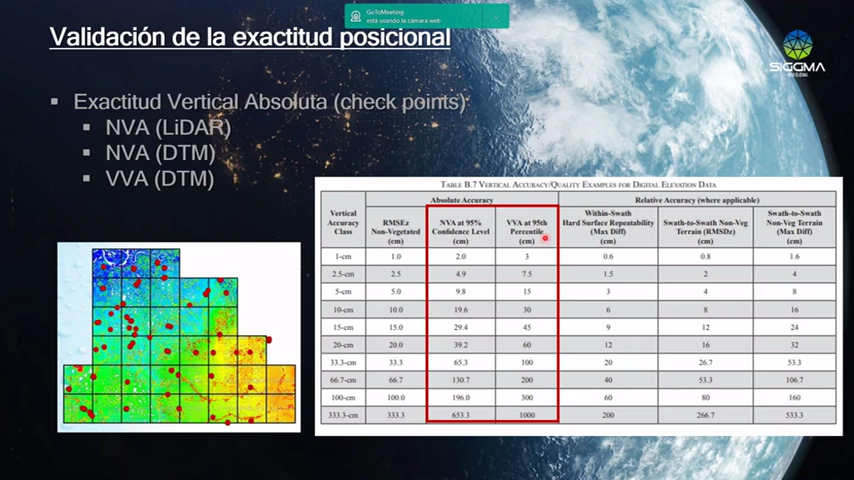 GoToMeeting
está usando la cámara web
Validación de la exactitud posicional
SIGGMA
Exactitud Vertical Absoluta (check points)
NVA (LiDAR)
NVA (DTM)
VVA (DTM)
TABLE B.7 VERTICAL ACCURACY/QUALITY EXAMPLES FOR DIGITAL ELEVATION DATA
Absolute Accuracy Relative Accuracy (where applicable)
Vertical Accuracy Class RMSEz Non-Vegetated (cm) NVA at 95% Confidence Level (cm) VVA at 95th Percentile (cm) Within-Swath Hard Surface Repeatability (Max Diff) (cm) Swath-to-Swath Non-Veg Terrain (RMSDz) (cm) Swath-to-Swath Non-Veg Terrain (Max Diff) (cm)
1-cm 1.0 2.0 3 0.6 0.8 1.6
2.5-cm 2.5 4.9 7.5 1.5 2 4
5-cm 5.0 9.8 15 3 4 8
10-cm 10.0 19.6 30 6 8 16
15-cm 15.0 29.4 45 9 12 24
20-cm 20.0 39.2 60 12 16 32
33.3-cm 33.3 65.3 100 20 26.7 53.3
66.7-cm 66.7 130.7 200 40 53.3 106.7
100-cm 100.0 196.0 300 60 80 160
333.3-cm 333.3 653.3 1000 200 266.7 533.3